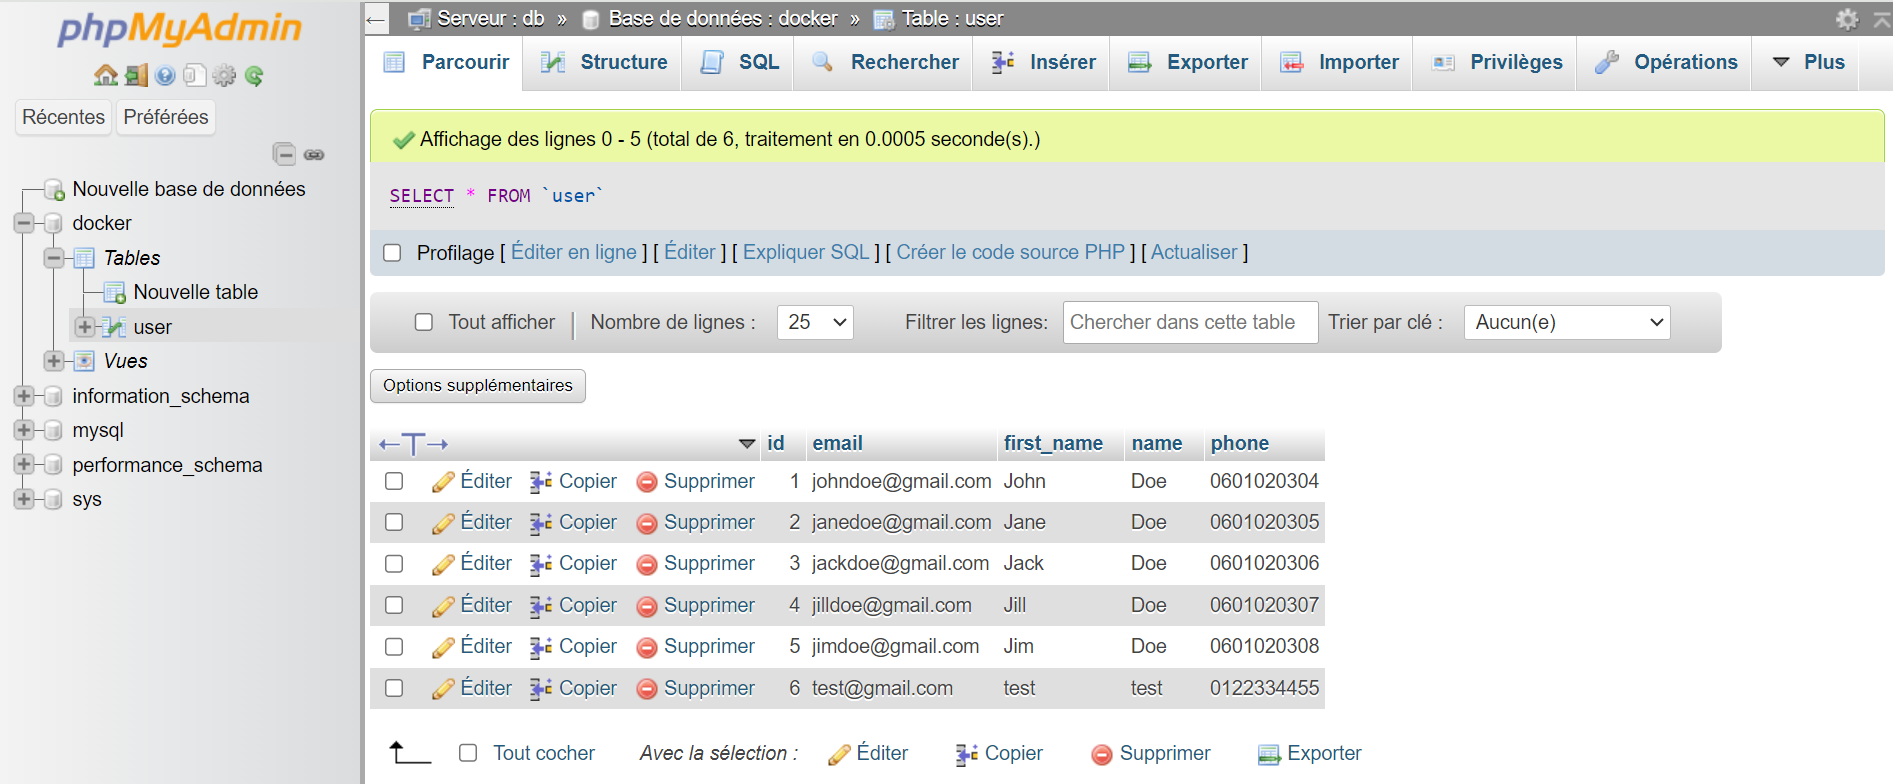 phpMyAdmin
Récentes Préférées
Nouvelle base de données
docker
Tables
Nouvelle table
user
Vues
information_schema
mysql
performance_schema
sys
Serveur : db » Base de données : docker » Table : user
Parcourir Structure SQL Rechercher Insérer Exporter Importer Privilèges Opérations Plus
Affichage des lignes 0 - 5 (total de 6, traitement en 0.0005 seconde(s).)
SELECT * FROM `user`
Profilage [ Éditer en ligne ] [ Éditer ] [ Expliquer SQL ] [ Créer le code source PHP ] [ Actualiser ]
Tout afficher Nombre de lignes : 25 Filtrer les lignes: Chercher dans cette table Trier par clé : Aucun(e)
Options supplémentaires
←T→ id email first_name name phone
Éditer Copier Supprimer 1 johndoe@gmail.com John Doe 0601020304
Éditer Copier Supprimer 2 janedoe@gmail.com Jane Doe 0601020305
Éditer Copier Supprimer 3 jackdoe@gmail.com Jack Doe 0601020306
Éditer Copier Supprimer 4 jilldoe@gmail.com Jill Doe 0601020307
Éditer Copier Supprimer 5 jimdoe@gmail.com Jim Doe 0601020308
Éditer Copier Supprimer 6 test@gmail.com test test 0122334455
Tout cocher Avec la sélection : Éditer Copier Supprimer Exporter